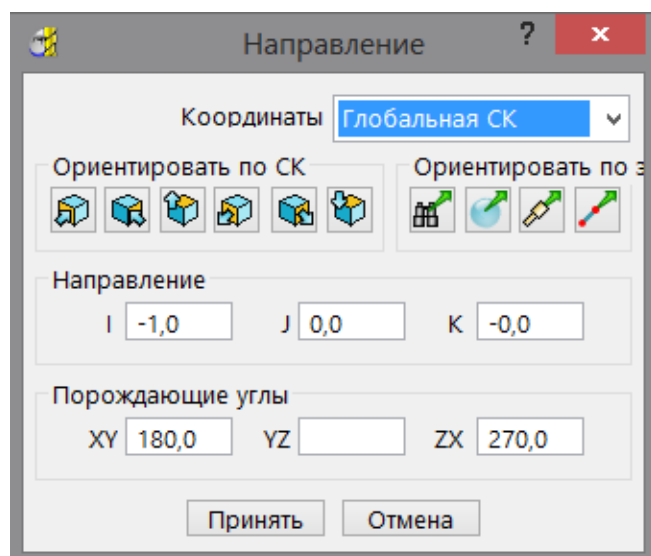 Направление ? ×
Координаты Глобальная СК
Ориентировать по СК Ориентировать по э
I -1,0 J 0,0 K -0,0
Направление
Порождающие углы
XY 180,0 YZ ZX 270,0
Принять Отмена